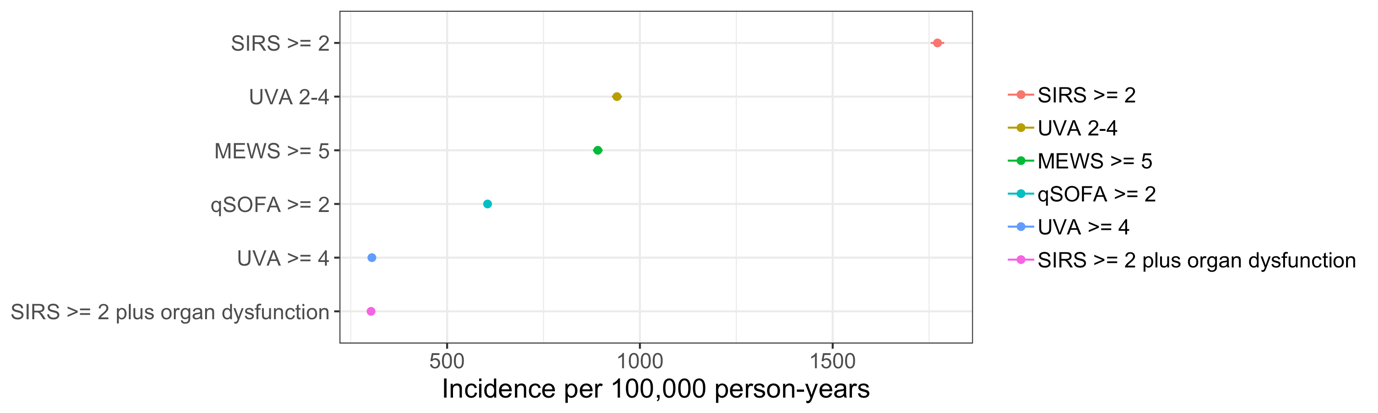 SIRS >= 2
UVA 2-4
MEWS >= 5
qSOFA >= 2
UVA >= 4
SIRS >= 2 plus organ dysfunction
500 1000 1500
Incidence per 100,000 person-years
SIRS >= 2
UVA 2-4
MEWS >= 5
qSOFA >= 2
UVA >= 4
SIRS >= 2 plus organ dysfunction